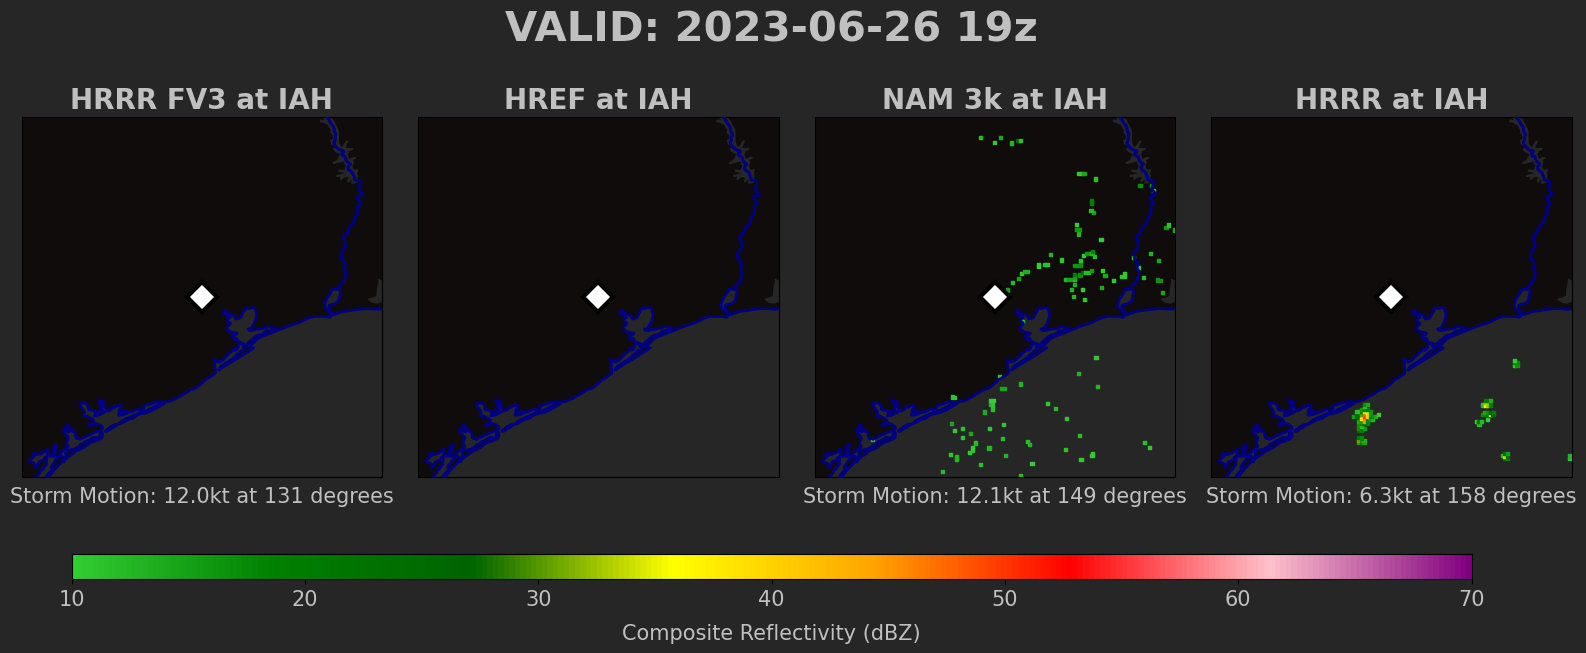 VALID: 2023-06-26 19z
HRRR FV3 at IAH
HREF at IAH
NAM 3k at IAH
HRRR at IAH
Storm Motion: 12.0kt at 131 degrees
Storm Motion: 12.1kt at 149 degrees
Storm Motion: 6.3kt at 158 degrees
10 20 30 40 50 60 70
Composite Reflectivity (dBZ)